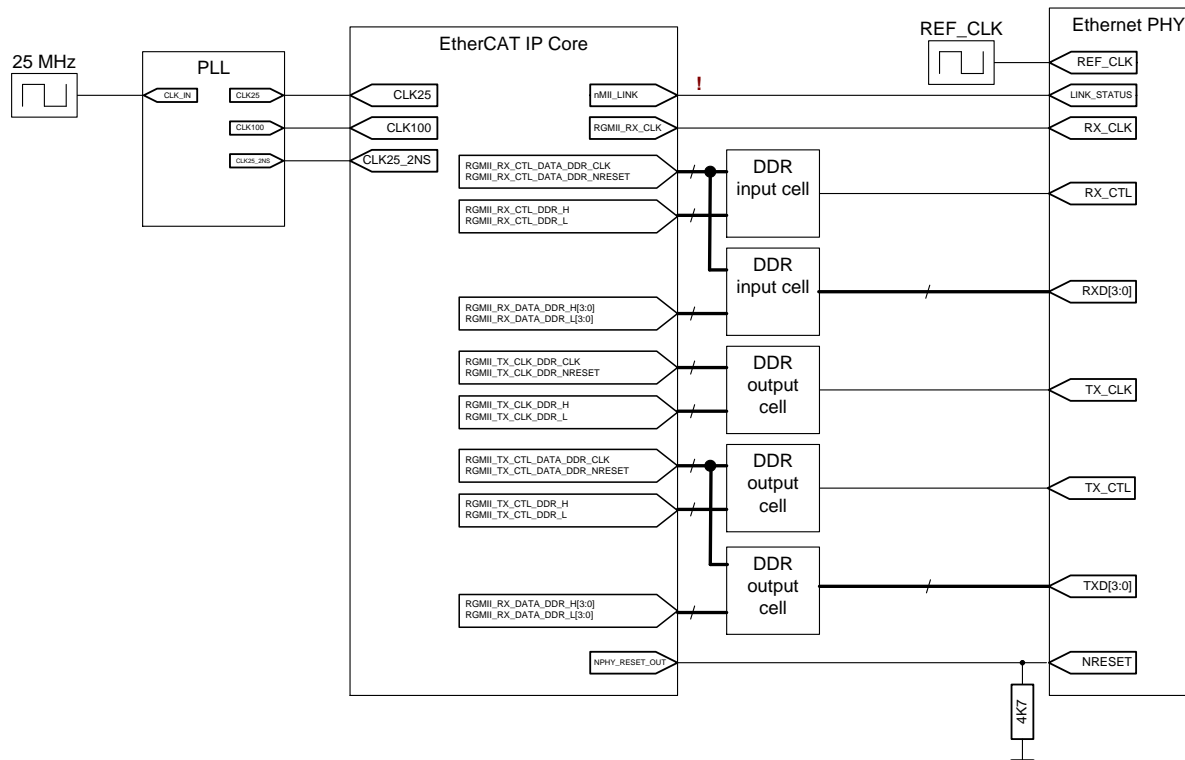 25 MHz
PLL
CLK_IN
CLK25
CLK100
CLK25_2NS
EtherCAT IP Core
CLK25
CLK100
CLK25_2NS
nMII_LINK
!
RGMII_RX_CLK
RGMII_RX_CTL_DATA_DDR_CLK
RGMII_RX_CTL_DATA_DDR_NRESET
RGMII_RX_CTL_DDR_H
RGMII_RX_CTL_DDR_L
RGMII_RX_DATA_DDR_H[3:0]
RGMII_RX_DATA_DDR_L[3:0]
RGMII_TX_CLK_DDR_CLK
RGMII_TX_CLK_DDR_NRESET
RGMII_TX_CLK_DDR_H
RGMII_TX_CLK_DDR_L
RGMII_TX_CTL_DATA_DDR_CLK
RGMII_TX_CTL_DATA_DDR_NRESET
RGMII_TX_CTL_DDR_H
RGMII_TX_CTL_DDR_L
RGMII_RX_DATA_DDR_H[3:0]
RGMII_RX_DATA_DDR_L[3:0]
NPHY_RESET_OUT
DDR
input cell
DDR
input cell
DDR
output
cell
DDR
output
cell
DDR
output
cell
4K7
REF_CLK
Ethernet PHY
REF_CLK
LINK_STATUS
RX_CLK
RX_CTL
RXD[3:0]
TX_CLK
TX_CTL
TXD[3:0]
NRESET